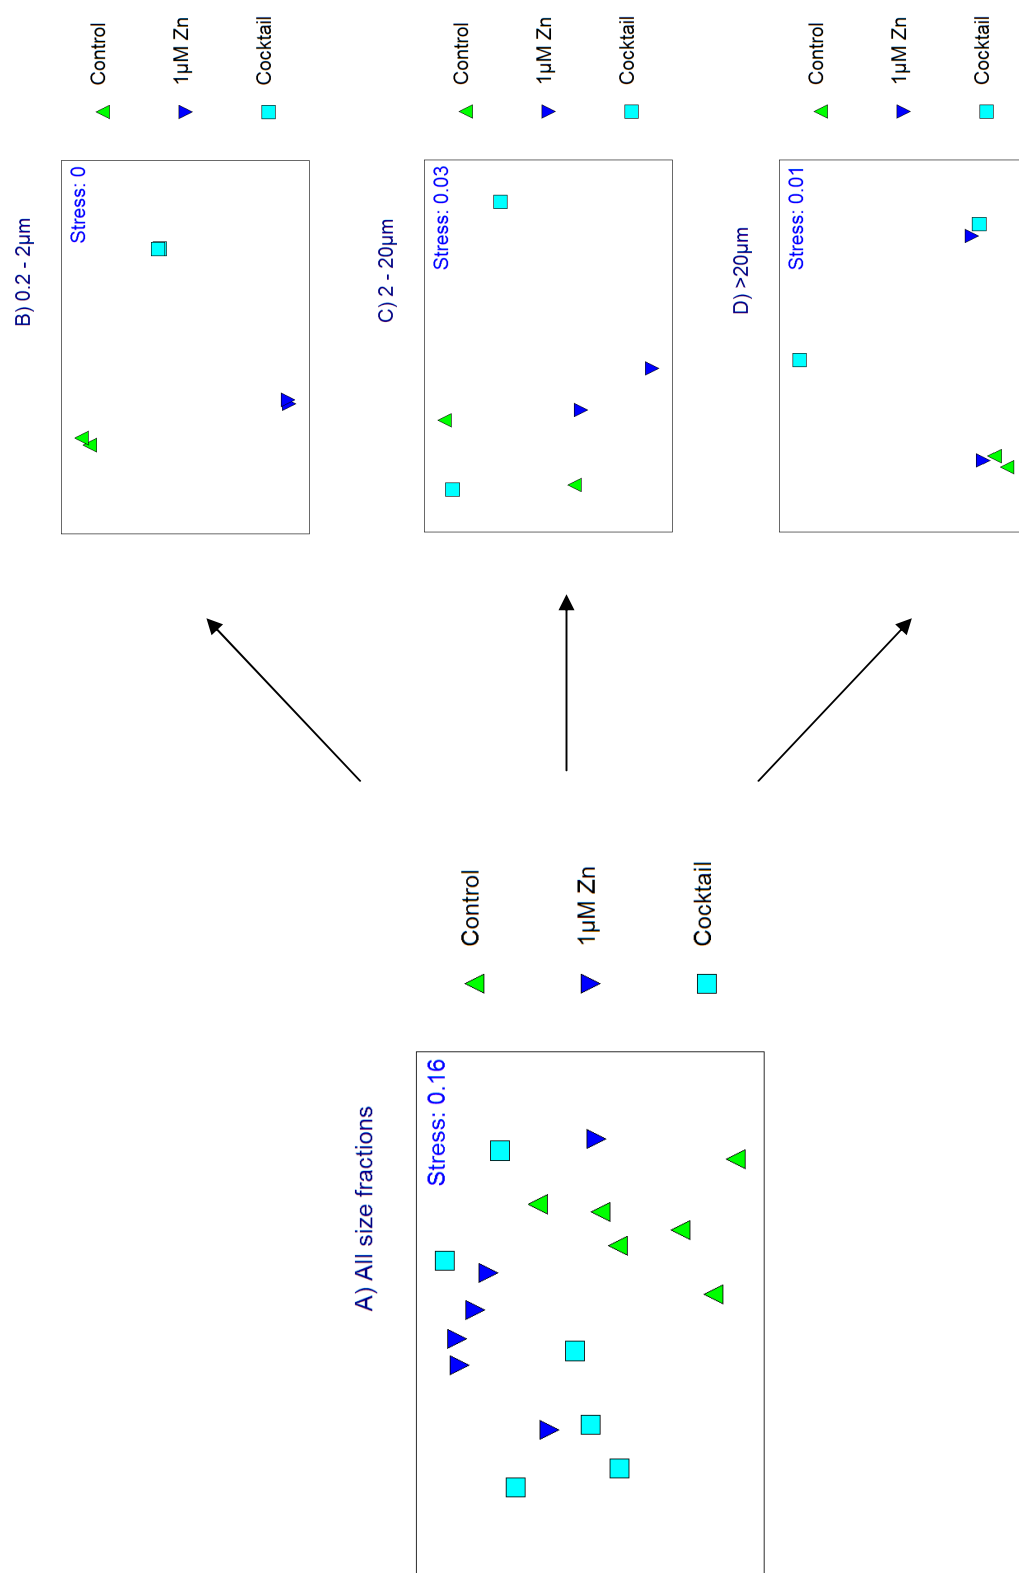 A) All size fractions
Stress: 0.16
Control
1µM Zn
Cocktail
B) 0.2 - 2µm
Stress: 0
Control
1µM Zn
Cocktail
C) 2 - 20µm
Stress: 0.03
Control
1µM Zn
Cocktail
D) >20µm
Stress: 0.01
Control
1µM Zn
Cocktail